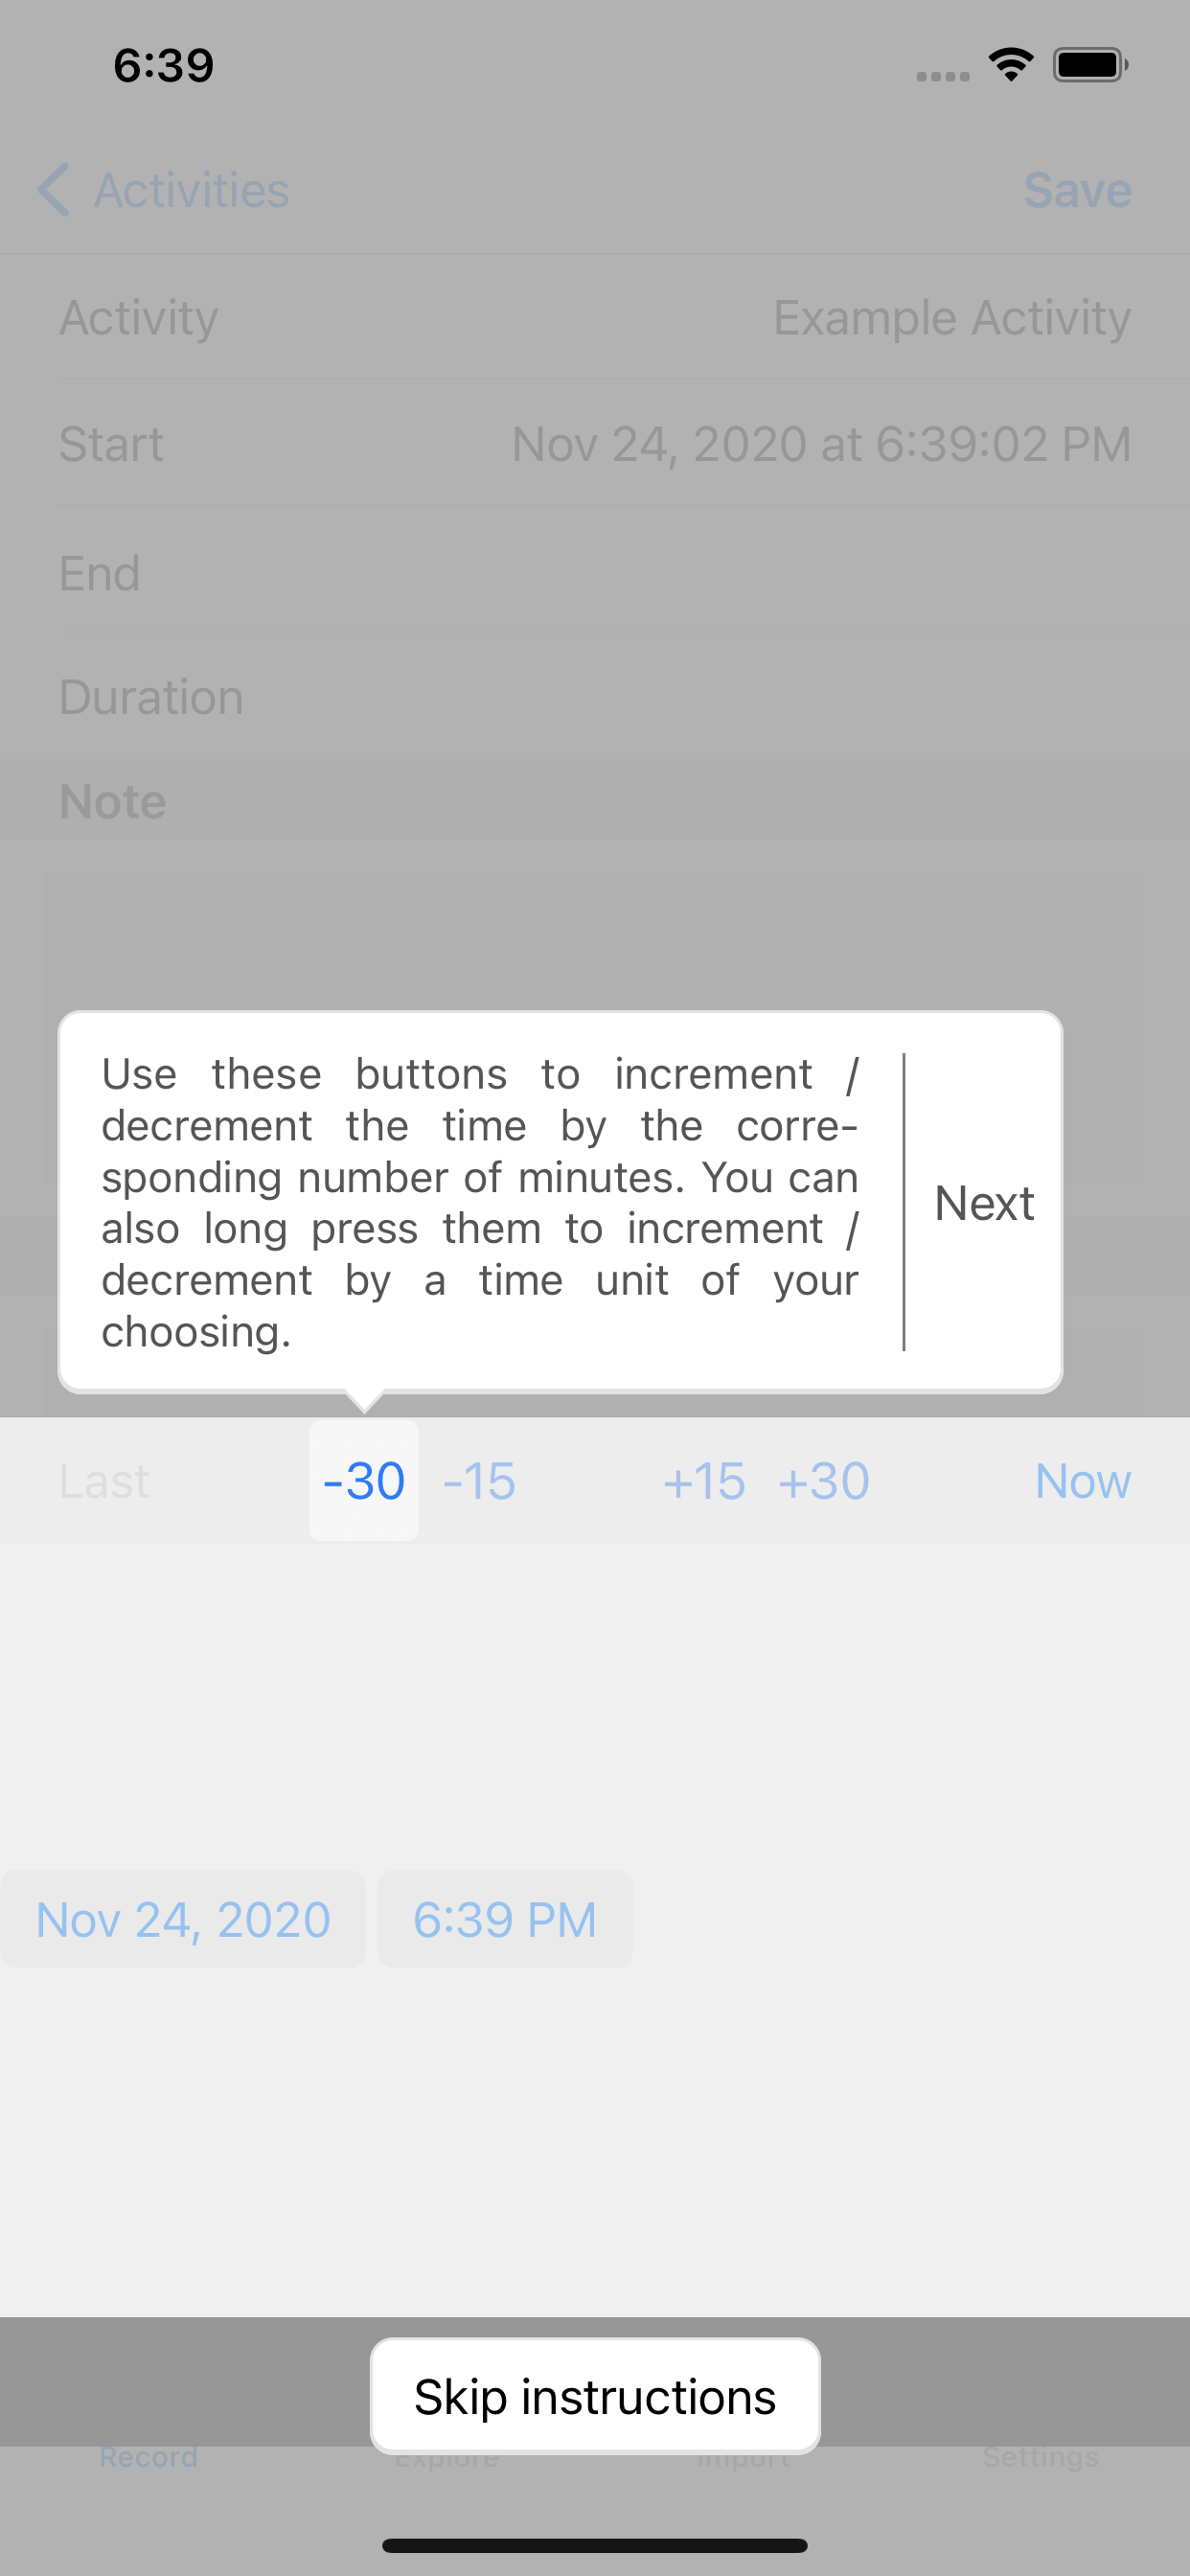 6:39
Activities
Save
Activity
Example Activity
Start
Nov 24, 2020 at 6:39:02 PM
End
Duration
Note
Use these buttons to increment /
decrement the time by the corre-
sponding number of minutes. You can
also long press them to increment /
decrement by a time unit of your
choosing.
Next
Last
-30
-15
+15
+30
Now
Nov 24, 2020
6:39 PM
Skip instructions
Record
Explore
Import
Settings